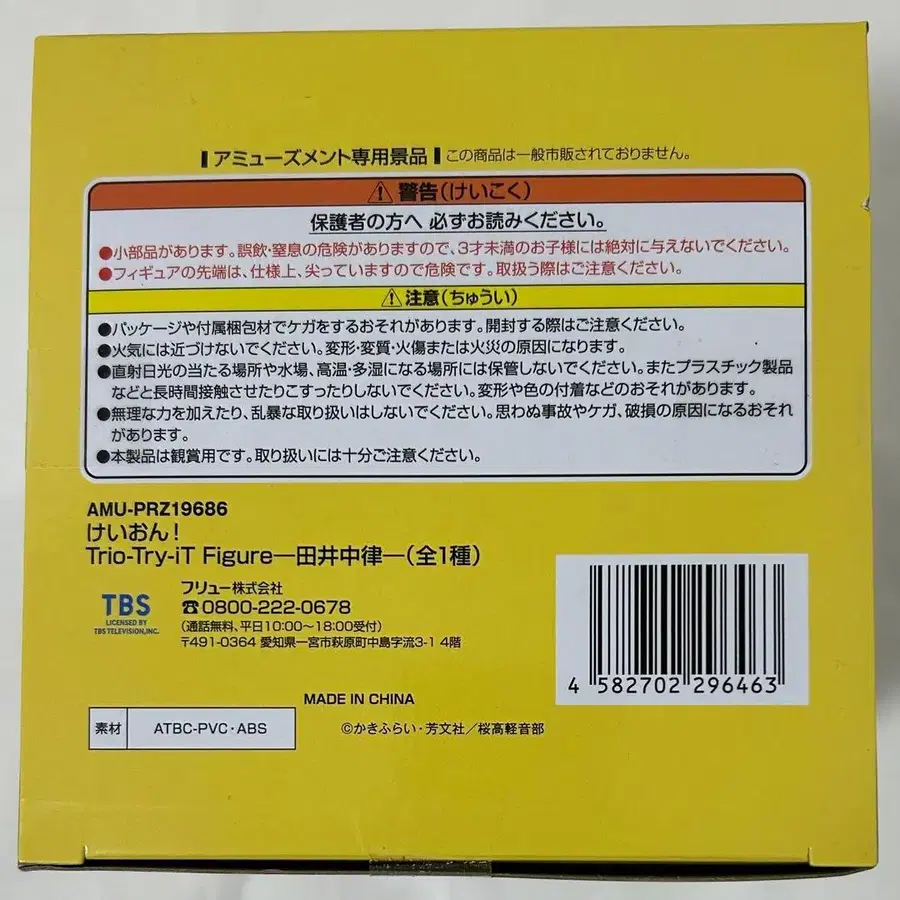 アミューズメント専用景品 この商品は一般市販されておりません。
警告(けいこく)
保護者の方へ 必ずお読みください。
●小部品があります。誤飲・窒息の危険がありますので、3才未満のお子様には絶対に与えないでください。
●フィギュアの先端は、仕様上、尖っていますので危険です。取扱う際はご注意ください。
注意(ちゅうい)
●パッケージや付属梱包材でケガをするおそれがあります。開封する際はご注意ください。
●火気には近づけないでください。変形・変質・火傷または火災の原因になります。
●直射日光の当たる場所や水場、高温・多湿になる場所には保管しないでください。またプラスチック製品
などと長時間接触させたりこすったりしないでください。変形や色の付着などのおそれがあります。
●無理な力を加えたり、乱暴な取り扱いはしないでください。思わぬ事故やケガ、破損の原因になるおそれ
があります。
●本製品は観賞用です。取り扱いには十分ご注意ください。
AMU-PRZ19686
けいおん!
Trio-Try-iT Figure―田井中律―(全1種)
TBS
LICENSED BY
TBS TELEVISION, INC.
フリュー株式会社
☎0800-222-0678
(通話無料、平日10:00〜18:00受付)
〒491-0364 愛知県一宮市萩原町中島字流3-1 4階
4 582702 296463
MADE IN CHINA
素材 ATBC-PVC・ABS
©かきふらい・芳文社/桜高軽音部